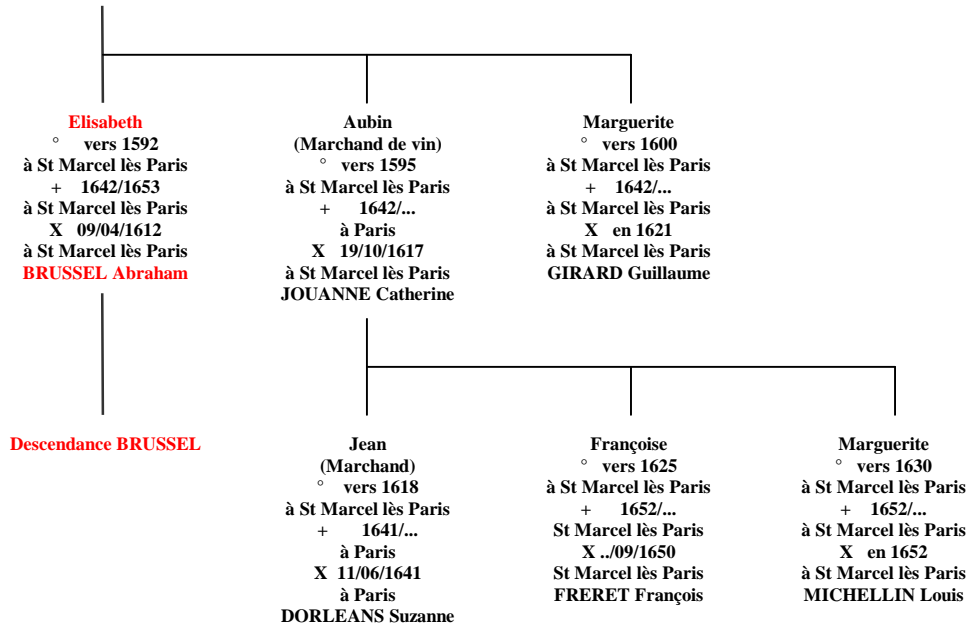 Elisabeth
° vers 1592
à St Marcel lès Paris
+ 1642/1653
à St Marcel lès Paris
X 09/04/1612
à St Marcel lès Paris
BRUSSEL Abraham
Aubin
(Marchand de vin)
° vers 1595
à St Marcel lès Paris
+ 1642/...
à Paris
X 19/10/1617
à St Marcel lès Paris
JOUANNE Catherine
Marguerite
° vers 1600
à St Marcel lès Paris
+ 1642/...
à St Marcel lès Paris
X en 1621
à St Marcel lès Paris
GIRARD Guillaume
Descendance BRUSSEL
Jean
(Marchand)
° vers 1618
à St Marcel lès Paris
+ 1641/...
à Paris
X 11/06/1641
à Paris
DORLEANS Suzanne
Françoise
° vers 1625
à St Marcel lès Paris
+ 1652/...
St Marcel lès Paris
X ../09/1650
St Marcel lès Paris
FRERET François
Marguerite
° vers 1630
à St Marcel lès Paris
+ 1652/...
à St Marcel lès Paris
X en 1652
à St Marcel lès Paris
MICHELLIN Louis